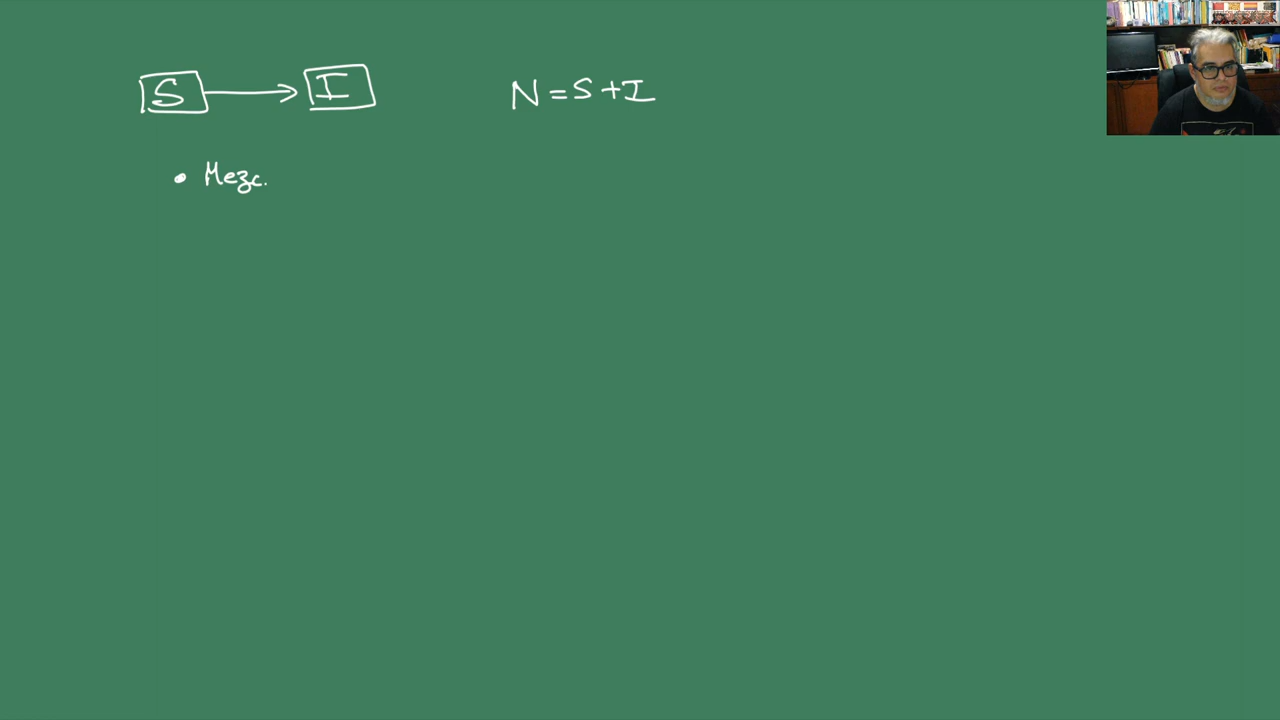 S → I N = S + I
• Mezc.